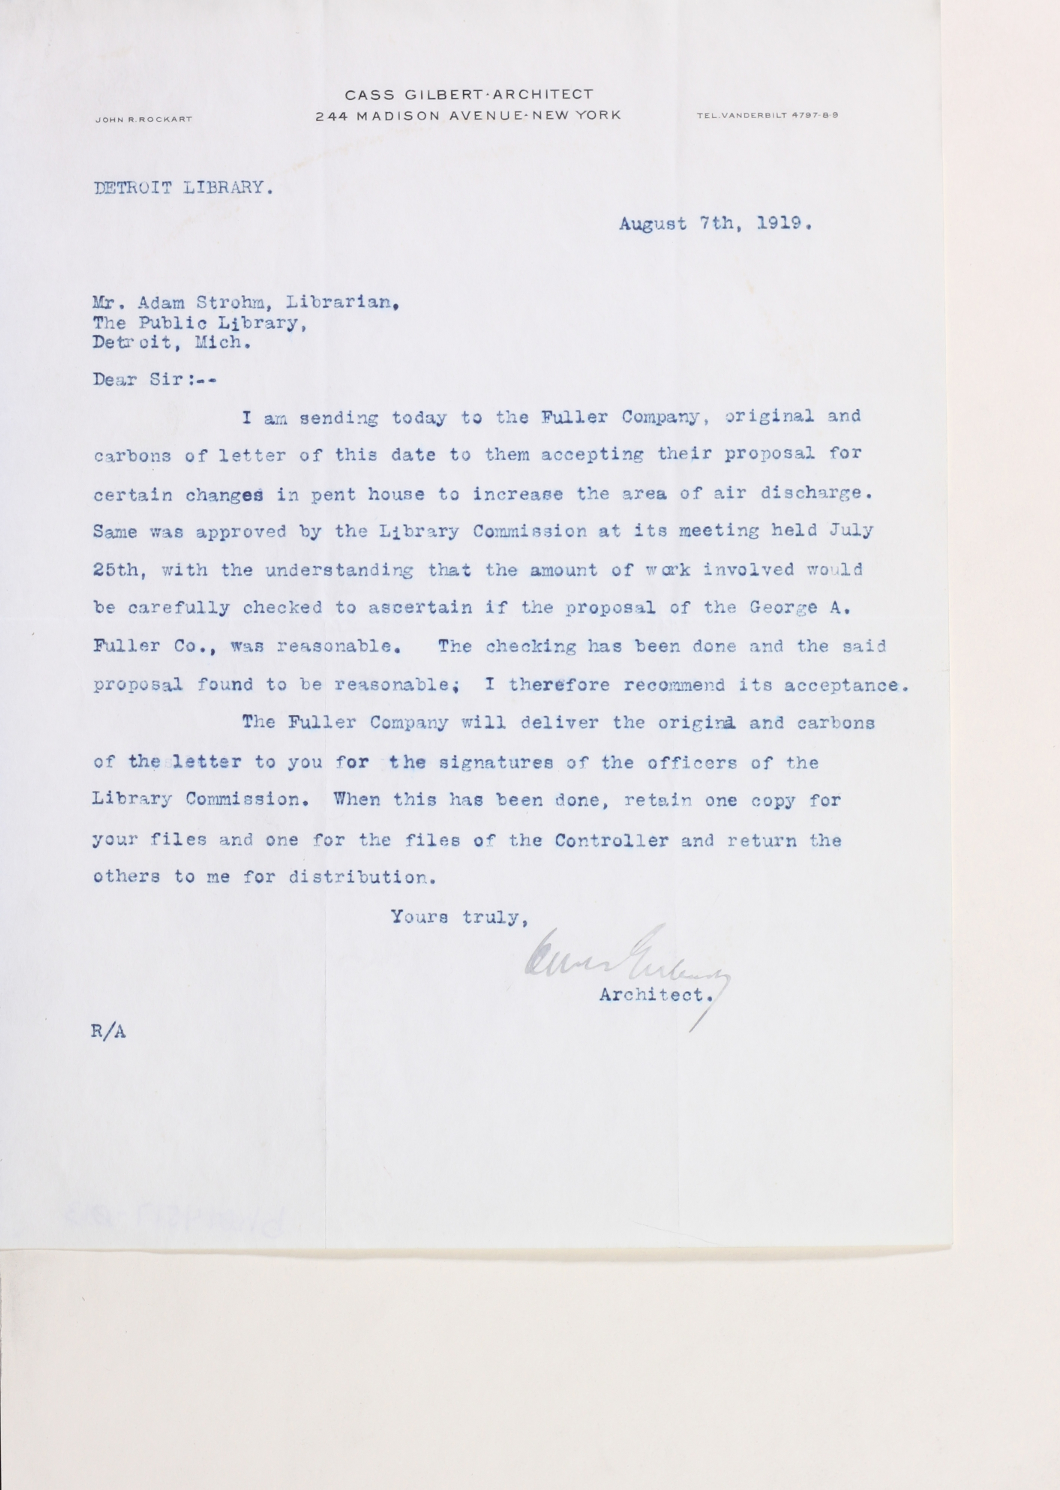 CASS GILBERT·ARCHITECT
JOHN R. ROCKART
244 MADISON AVENUE·NEW YORK
TEL. VANDERBILT 4797-8-9
DETROIT LIBRARY.
August 7th, 1919.
Mr. Adam Strohm, Librarian,
The Public Library,
Detroit, Mich.
Dear Sir:--
I am sending today to the Fuller Company, original and
carbons of letter of this date to them accepting their proposal for
certain changes in pent house to increase the area of air discharge.
Same was approved by the Library Commission at its meeting held July
25th, with the understanding that the amount of work involved would
be carefully checked to ascertain if the proposal of the George A.
Fuller Co., was reasonable. The checking has been done and the said
proposal found to be reasonable; I therefore recommend its acceptance.
The Fuller Company will deliver the original and carbons
of the letter to you for the signatures of the officers of the
Library Commission. When this has been done, retain one copy for
your files and one for the files of the Controller and return the
others to me for distribution.
Yours truly,
Cass Gilbert
Architect.
R/A